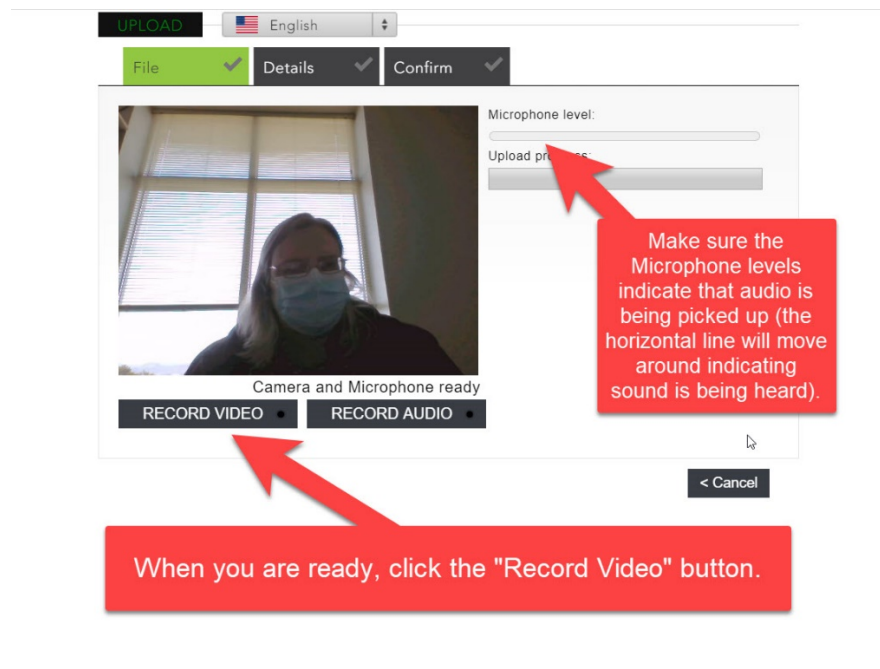 UPLOAD
English
File
Details
Confirm
Microphone level:
Upload progress:
Make sure the
Microphone levels
indicate that audio is
being picked up (the
horizontal line will move
around indicating
sound is being heard).
Camera and Microphone ready
RECORD VIDEO
RECORD AUDIO
< Cancel
When you are ready, click the "Record Video" button.